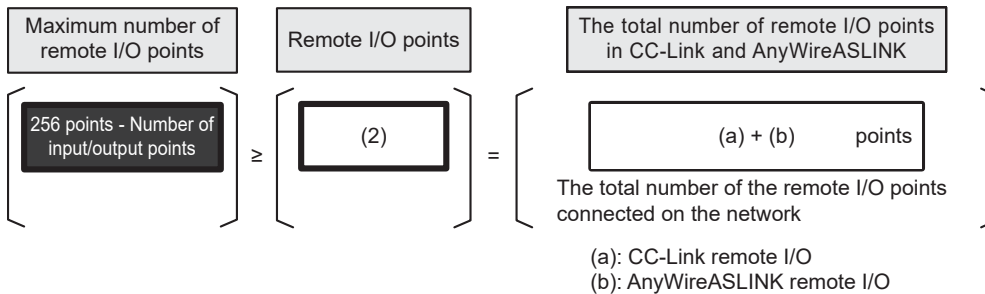 Maximum number of
remote I/O points
Remote I/O points
The total number of remote I/O points
in CC-Link and AnyWireASLINK
256 points - Number of
input/output points
≥
(2)
=
(a) + (b) points
The total number of the remote I/O points
connected on the network
(a): CC-Link remote I/O
(b): AnyWireASLINK remote I/O